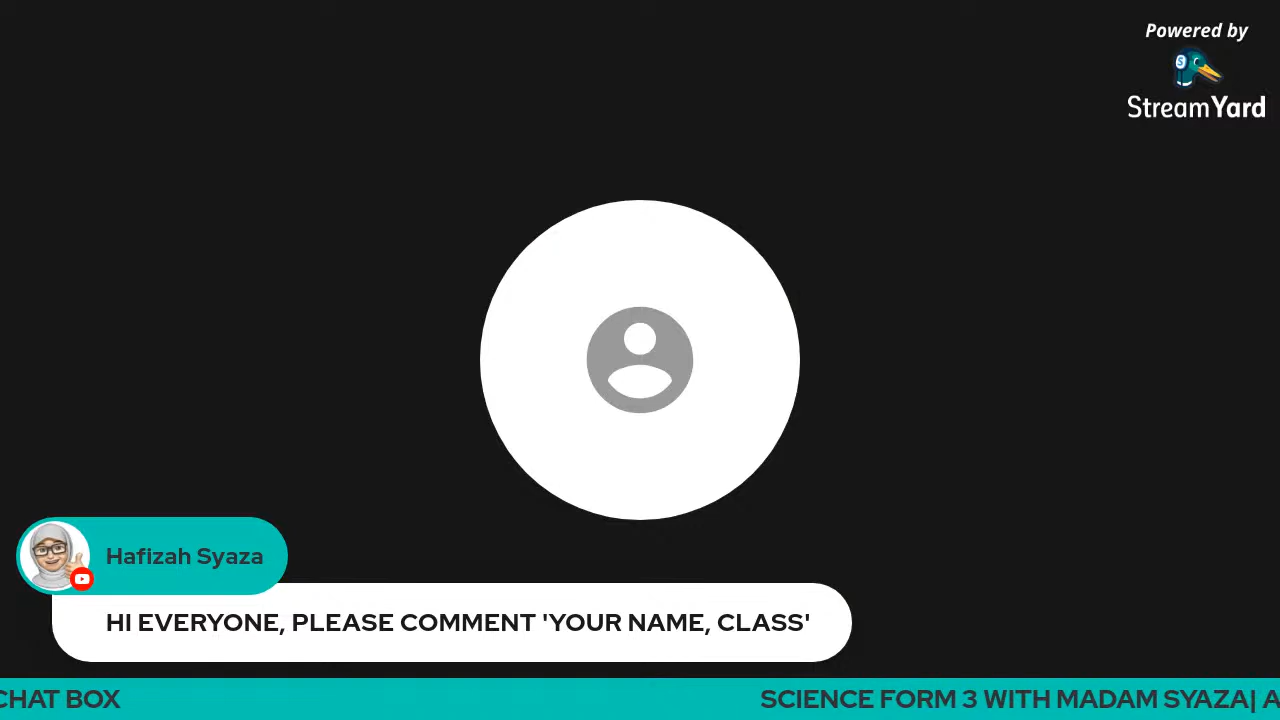 Powered by
StreamYard
Hafizah Syaza
HI EVERYONE, PLEASE COMMENT 'YOUR NAME, CLASS'
CHAT BOX
SCIENCE FORM 3 WITH MADAM SYAZA| A